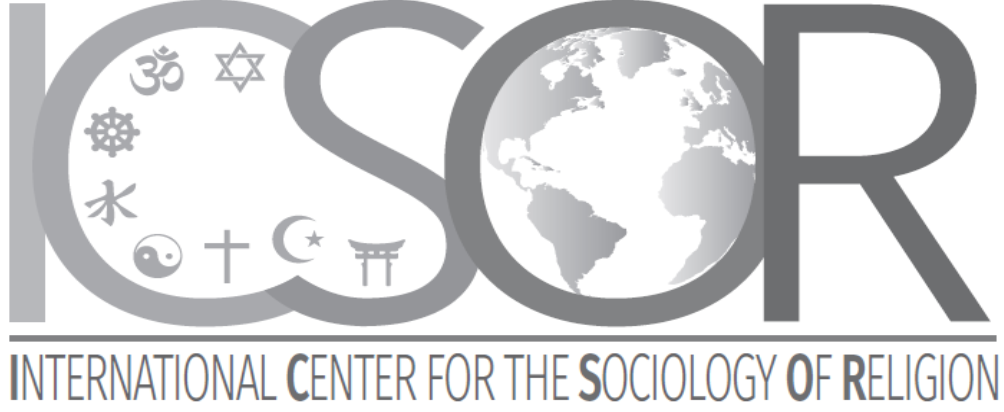 ICSOR
INTERNATIONAL CENTER FOR THE SOCIOLOGY OF RELIGION